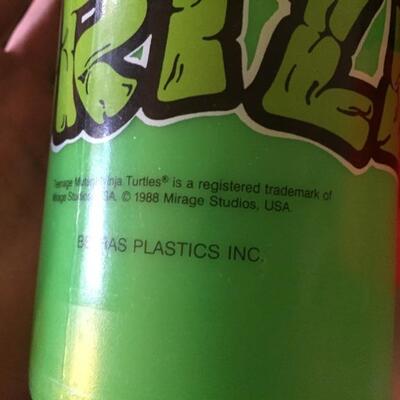 Teenage Mutant Ninja Turtles® is a registered trademark of
Mirage Studios, USA. © 1988 Mirage Studios, USA.
PLASTICS INC.